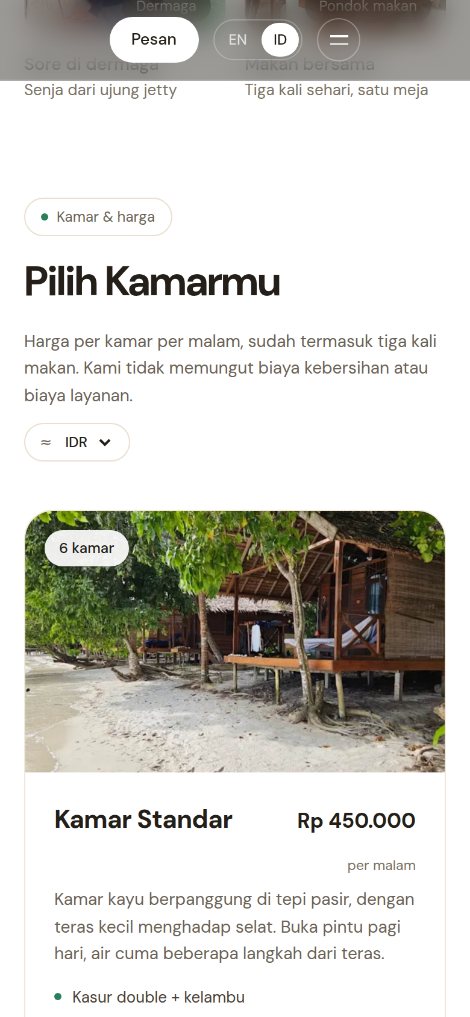 Dermaga
Pondok makan
Pesan
EN
ID
Sore di dermaga
Makan bersama
Senja dari ujung jetty
Tiga kali sehari, satu meja
Kamar & harga
Pilih Kamarmu
Harga per kamar per malam, sudah termasuk tiga kali
makan. Kami tidak memungut biaya kebersihan atau
biaya layanan.
≈ IDR
6 kamar
Kamar Standar
Rp 450.000
per malam
Kamar kayu berpanggung di tepi pasir, dengan
teras kecil menghadap selat. Buka pintu pagi
hari, air cuma beberapa langkah dari teras.
Kasur double + kelambu